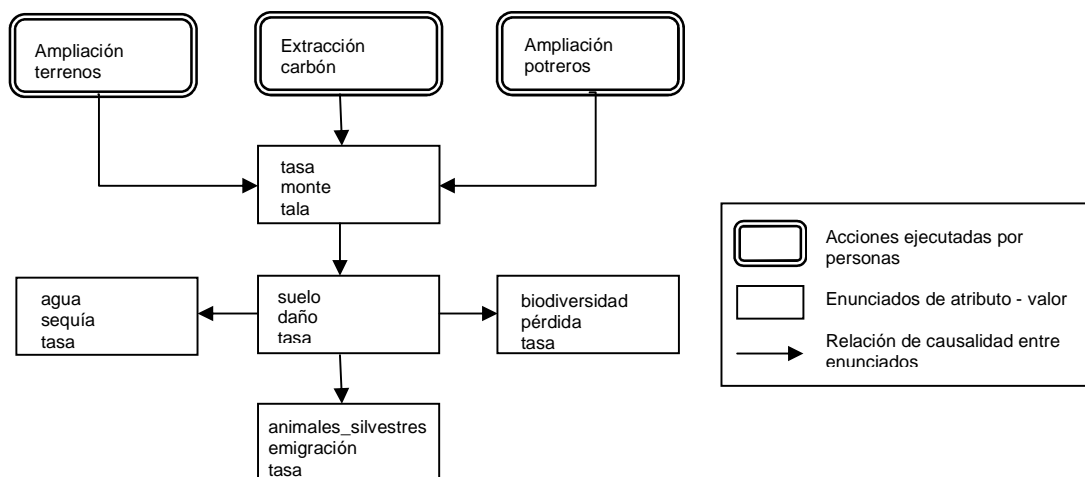 Ampliación
terrenos
Extracción
carbón
Ampliación
potreros
tasa
monte
tala
agua
sequía
tasa
suelo
daño
tasa
biodiversidad
pérdida
tasa
animales_silvestres
emigración
tasa
Acciones ejecutadas por
personas
Enunciados de atributo - valor
Relación de causalidad entre
enunciados